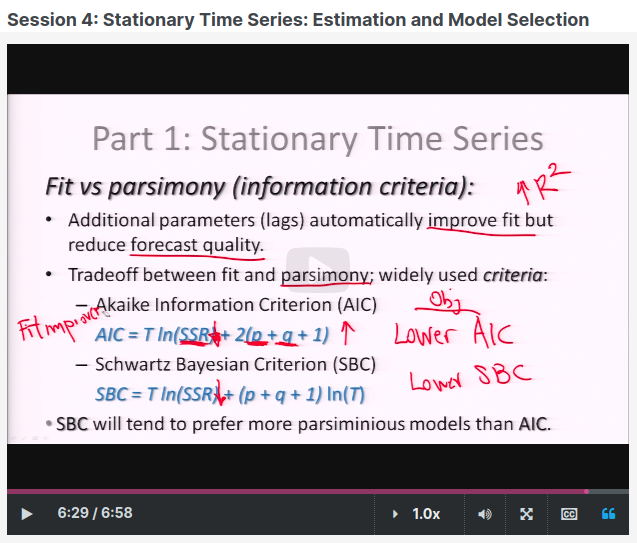 Session 4: Stationary Time Series: Estimation and Model Selection
Part 1: Stationary Time Series
Fit vs parsimony (information criteria):
↑ R²
• Additional parameters (lags) automatically improve fit but
reduce forecast quality.
• Tradeoff between fit and parsimony; widely used criteria:
– Akaike Information Criterion (AIC)
Obj
Fit improves
AIC = T ln(SSR) + 2(p + q + 1) ↑
Lower AIC
– Schwartz Bayesian Criterion (SBC)
Lower SBC
SBC = T ln(SSR) + (p + q + 1) ln(T)
• SBC will tend to prefer more parsiminious models than AIC.
6:29 / 6:58
1.0x
CC